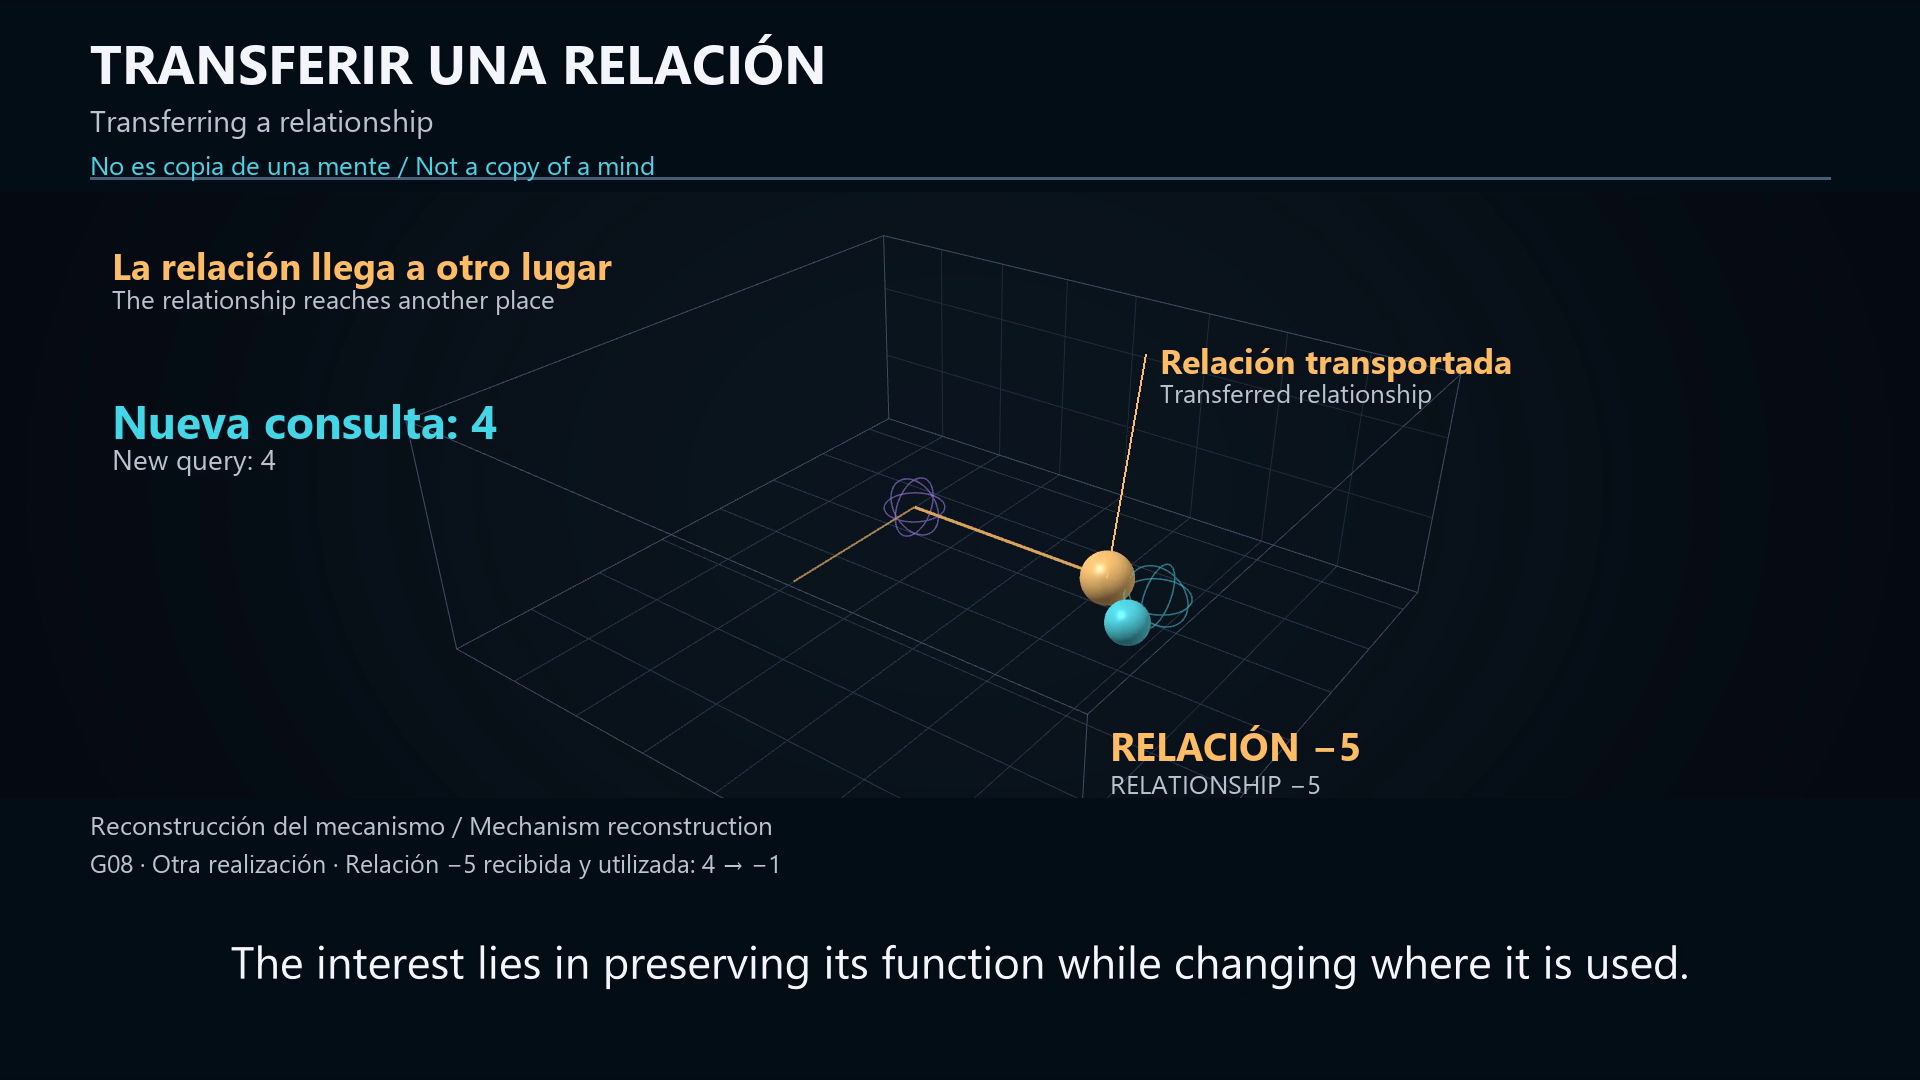 TRANSFERIR UNA RELACIÓN
Transferring a relationship
No es copia de una mente / Not a copy of a mind
La relación llega a otro lugar
The relationship reaches another place
Relación transportada
Transferred relationship
Nueva consulta: 4
New query: 4
RELACIÓN −5
RELATIONSHIP −5
Reconstrucción del mecanismo / Mechanism reconstruction
G08 · Otra realización · Relación −5 recibida y utilizada: 4 → −1
The interest lies in preserving its function while changing where it is used.